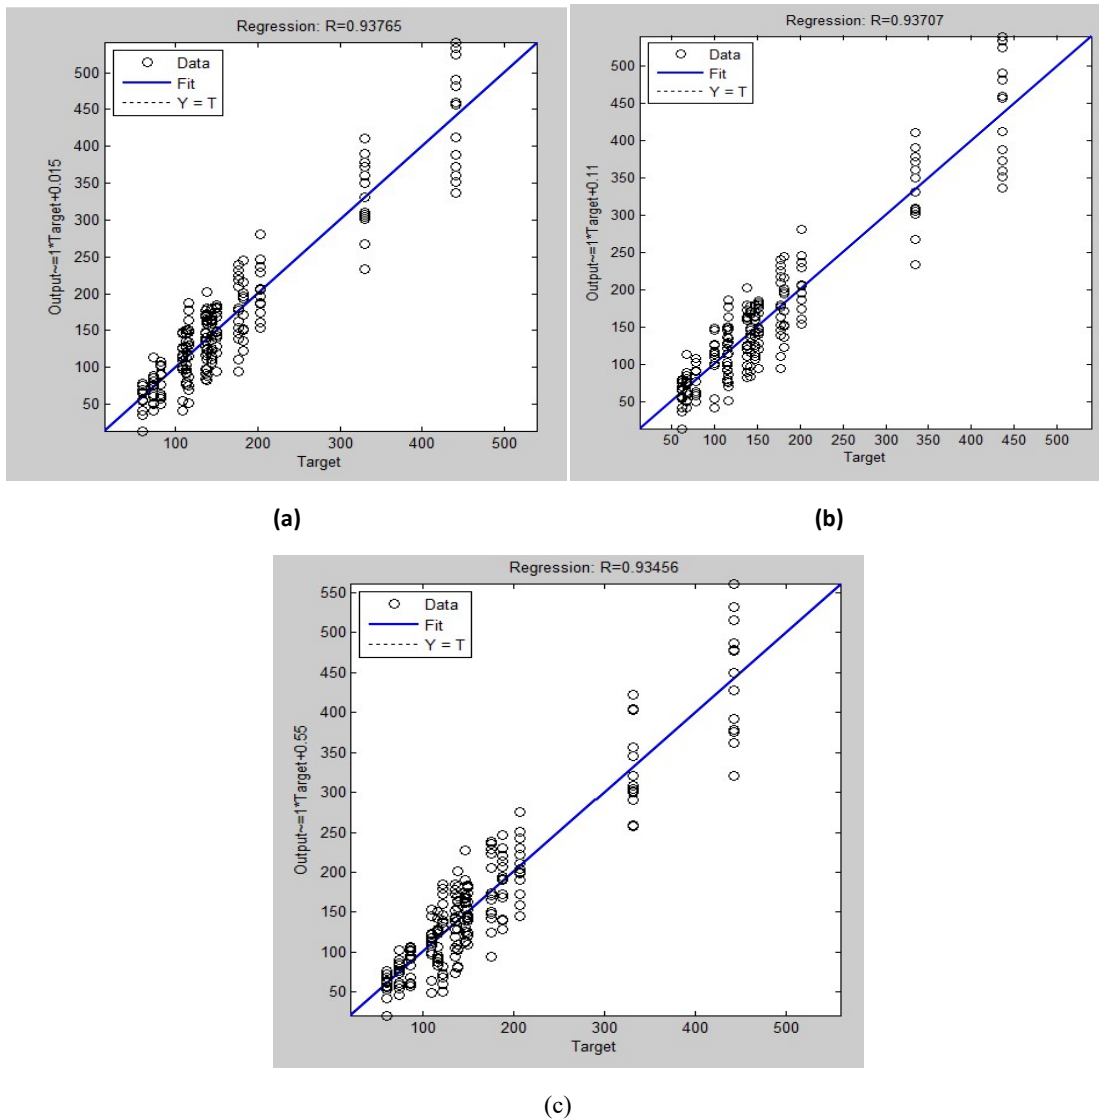 Regression: R=0.93765
Data
Fit
Y = T
Output~=1*Target+0.015
500
450
400
350
300
250
200
150
100
50
100 200 300 400 500
Target
(a)
Regression: R=0.93707
Data
Fit
Y = T
Output~=1*Target+0.11
500
450
400
350
300
250
200
150
100
50
50 100 150 200 250 300 350 400 450 500
Target
(b)
Regression: R=0.93456
Data
Fit
Y = T
Output~=1*Target+0.55
550
500
450
400
350
300
250
200
150
100
50
100 200 300 400 500
Target
(c)